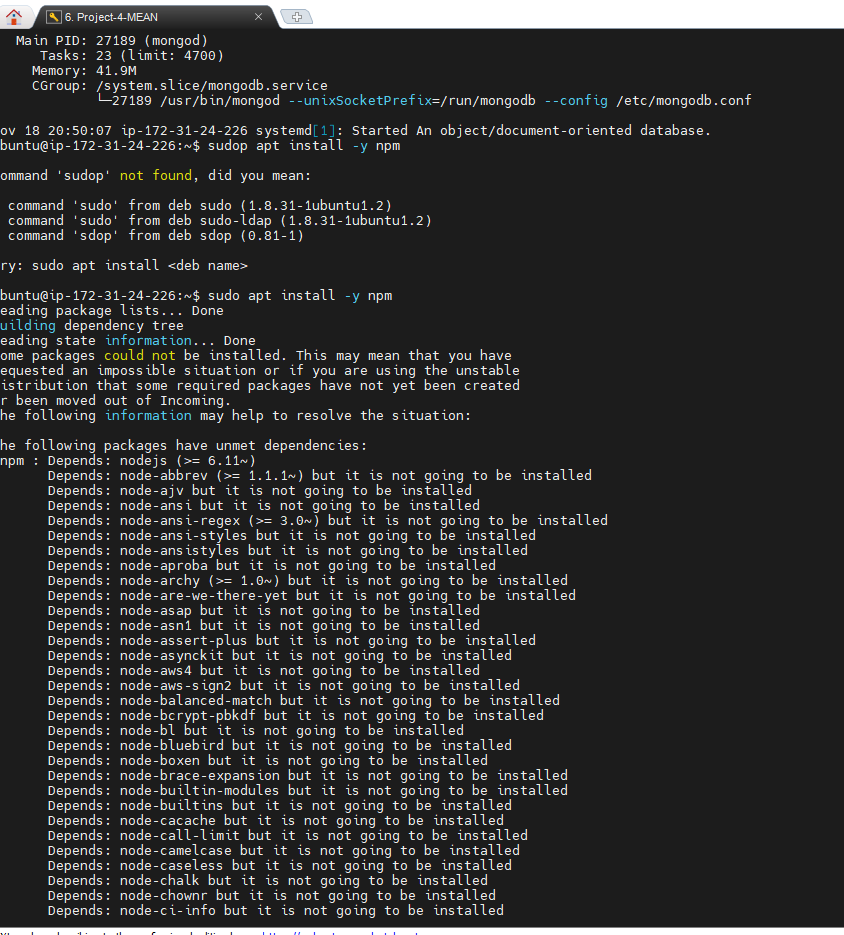 6. Project-4-MEAN
Main PID: 27189 (mongod)
Tasks: 23 (limit: 4700)
Memory: 41.9M
CGroup: /system.slice/mongodb.service
└─27189 /usr/bin/mongod --unixSocketPrefix=/run/mongodb --config /etc/mongodb.conf
ov 18 20:50:07 ip-172-31-24-226 systemd[1]: Started An object/document-oriented database.
buntu@ip-172-31-24-226:~$ sudop apt install -y npm
ommand 'sudop' not found, did you mean:
command 'sudo' from deb sudo (1.8.31-1ubuntu1.2)
command 'sudo' from deb sudo-ldap (1.8.31-1ubuntu1.2)
command 'sdop' from deb sdop (0.81-1)
ry: sudo apt install <deb name>
buntu@ip-172-31-24-226:~$ sudo apt install -y npm
eading package lists... Done
uilding dependency tree
eading state information... Done
ome packages could not be installed. This may mean that you have
equested an impossible situation or if you are using the unstable
istribution that some required packages have not yet been created
r been moved out of Incoming.
he following information may help to resolve the situation:
he following packages have unmet dependencies:
npm : Depends: nodejs (>= 6.11~)
Depends: node-abbrev (>= 1.1.1~) but it is not going to be installed
Depends: node-ajv but it is not going to be installed
Depends: node-ansi but it is not going to be installed
Depends: node-ansi-regex (>= 3.0~) but it is not going to be installed
Depends: node-ansi-styles but it is not going to be installed
Depends: node-ansistyles but it is not going to be installed
Depends: node-aproba but it is not going to be installed
Depends: node-archy (>= 1.0~) but it is not going to be installed
Depends: node-are-we-there-yet but it is not going to be installed
Depends: node-asap but it is not going to be installed
Depends: node-asn1 but it is not going to be installed
Depends: node-assert-plus but it is not going to be installed
Depends: node-asynckit but it is not going to be installed
Depends: node-aws4 but it is not going to be installed
Depends: node-aws-sign2 but it is not going to be installed
Depends: node-balanced-match but it is not going to be installed
Depends: node-bcrypt-pbkdf but it is not going to be installed
Depends: node-bl but it is not going to be installed
Depends: node-bluebird but it is not going to be installed
Depends: node-boxen but it is not going to be installed
Depends: node-brace-expansion but it is not going to be installed
Depends: node-builtin-modules but it is not going to be installed
Depends: node-builtins but it is not going to be installed
Depends: node-cacache but it is not going to be installed
Depends: node-call-limit but it is not going to be installed
Depends: node-camelcase but it is not going to be installed
Depends: node-caseless but it is not going to be installed
Depends: node-chalk but it is not going to be installed
Depends: node-chownr but it is not going to be installed
Depends: node-ci-info but it is not going to be installed